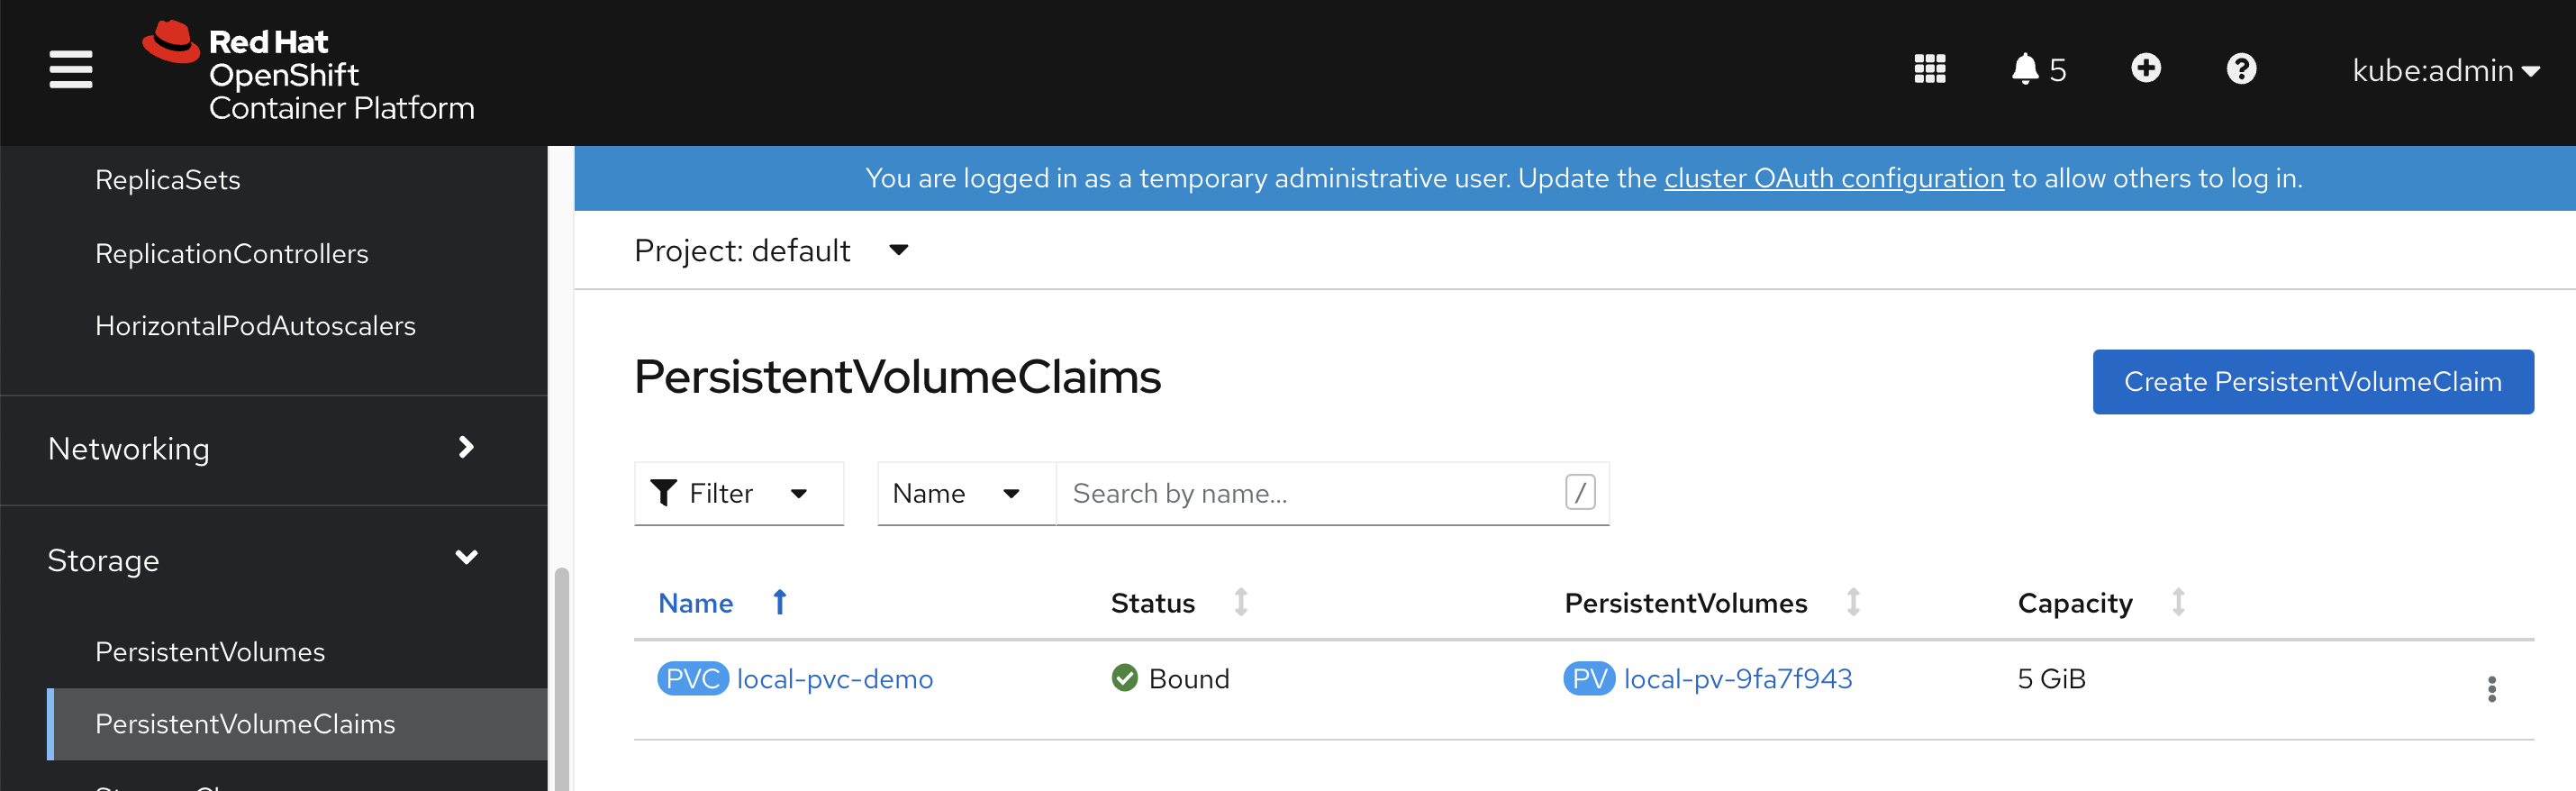 Red Hat
OpenShift
Container Platform
5
kube:admin
ReplicaSets
ReplicationControllers
HorizontalPodAutoscalers
Networking
Storage
PersistentVolumes
PersistentVolumeClaims
You are logged in as a temporary administrative user. Update the cluster OAuth configuration to allow others to log in.
Project: default
PersistentVolumeClaims
Create PersistentVolumeClaim
Filter
Name
Search by name...
/
Name Status PersistentVolumes Capacity
PVC local-pvc-demo Bound PV local-pv-9fa7f943 5 GiB